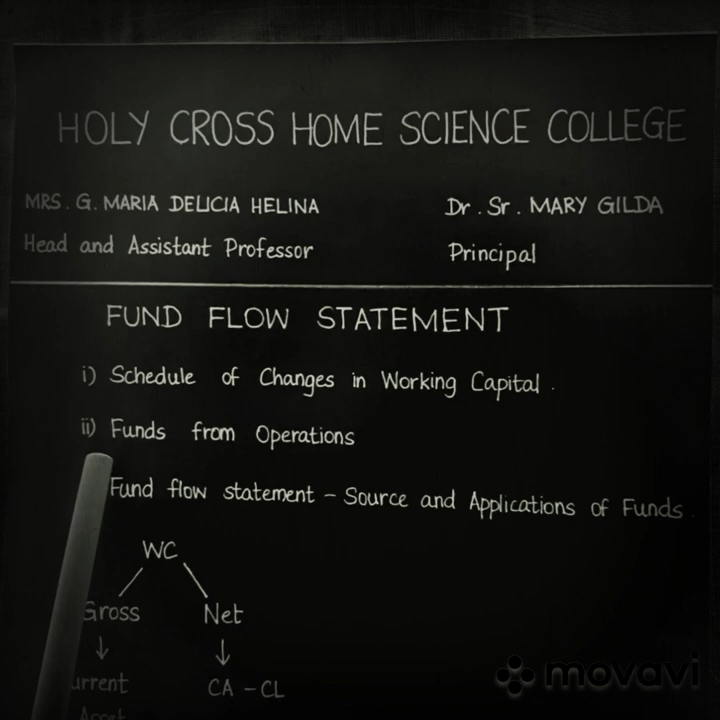 HOLY CROSS HOME SCIENCE COLLEGE
MRS. G. MARIA DELICIA HELINA
Dr. Sr. MARY GILDA
Head and Assistant Professor
Principal
FUND FLOW STATEMENT
i) Schedule of Changes in Working Capital.
ii) Funds from Operations
Fund flow statement – Source and Applications of Funds.
WC
Gross Net
urrent CA – CL
movavi